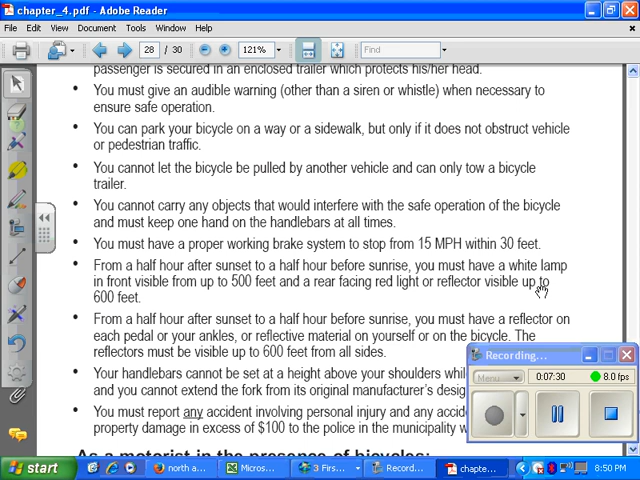 chapter_4.pdf - Adobe Reader
File Edit View Document Tools Window Help
28 / 30 121% Find
passenger is secured in an enclosed trailer which protects his/her head.
• You must give an audible warning (other than a siren or whistle) when necessary to
ensure safe operation.
• You can park your bicycle on a way or a sidewalk, but only if it does not obstruct vehicle
or pedestrian traffic.
• You cannot let the bicycle be pulled by another vehicle and can only tow a bicycle
trailer.
• You cannot carry any objects that would interfere with the safe operation of the bicycle
and must keep one hand on the handlebars at all times.
• You must have a proper working brake system to stop from 15 MPH within 30 feet.
• From a half hour after sunset to a half hour before sunrise, you must have a white lamp
in front visible from up to 500 feet and a rear facing red light or reflector visible up to
600 feet.
• From a half hour after sunset to a half hour before sunrise, you must have a reflector on
each pedal or your ankles, or reflective material on yourself or on the bicycle. The
reflectors must be visible up to 600 feet from all sides.
• Your handlebars cannot be set at a height above your shoulders whil
and you cannot extend the fork from its original manufacturer's desig
• You must report any accident involving personal injury and any accid
property damage in excess of $100 to the police in the municipality w
As a motorist in the presence of bicycles:
Recording...
Menu 0:07:30 8.0 fps
start north a... Micros... 3 Firs... Record... chapte... 8:50 PM